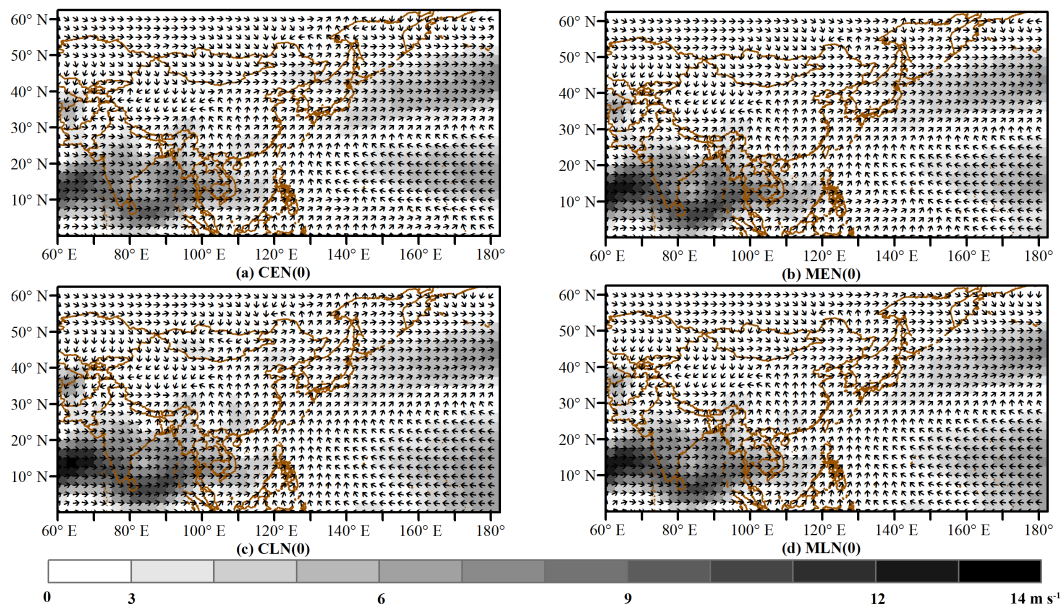 60° N
50° N
40° N
30° N
20° N
10° N
60° E 80° E 100° E 120° E 140° E 160° E 180°
(a) CEN(0)
60° N
50° N
40° N
30° N
20° N
10° N
60° E 80° E 100° E 120° E 140° E 160° E 180°
(b) MEN(0)
60° N
50° N
40° N
30° N
20° N
10° N
60° E 80° E 100° E 120° E 140° E 160° E 180°
(c) CLN(0)
60° N
50° N
40° N
30° N
20° N
10° N
60° E 80° E 100° E 120° E 140° E 160° E 180°
(d) MLN(0)
0 3 6 9 12 14 m s⁻¹